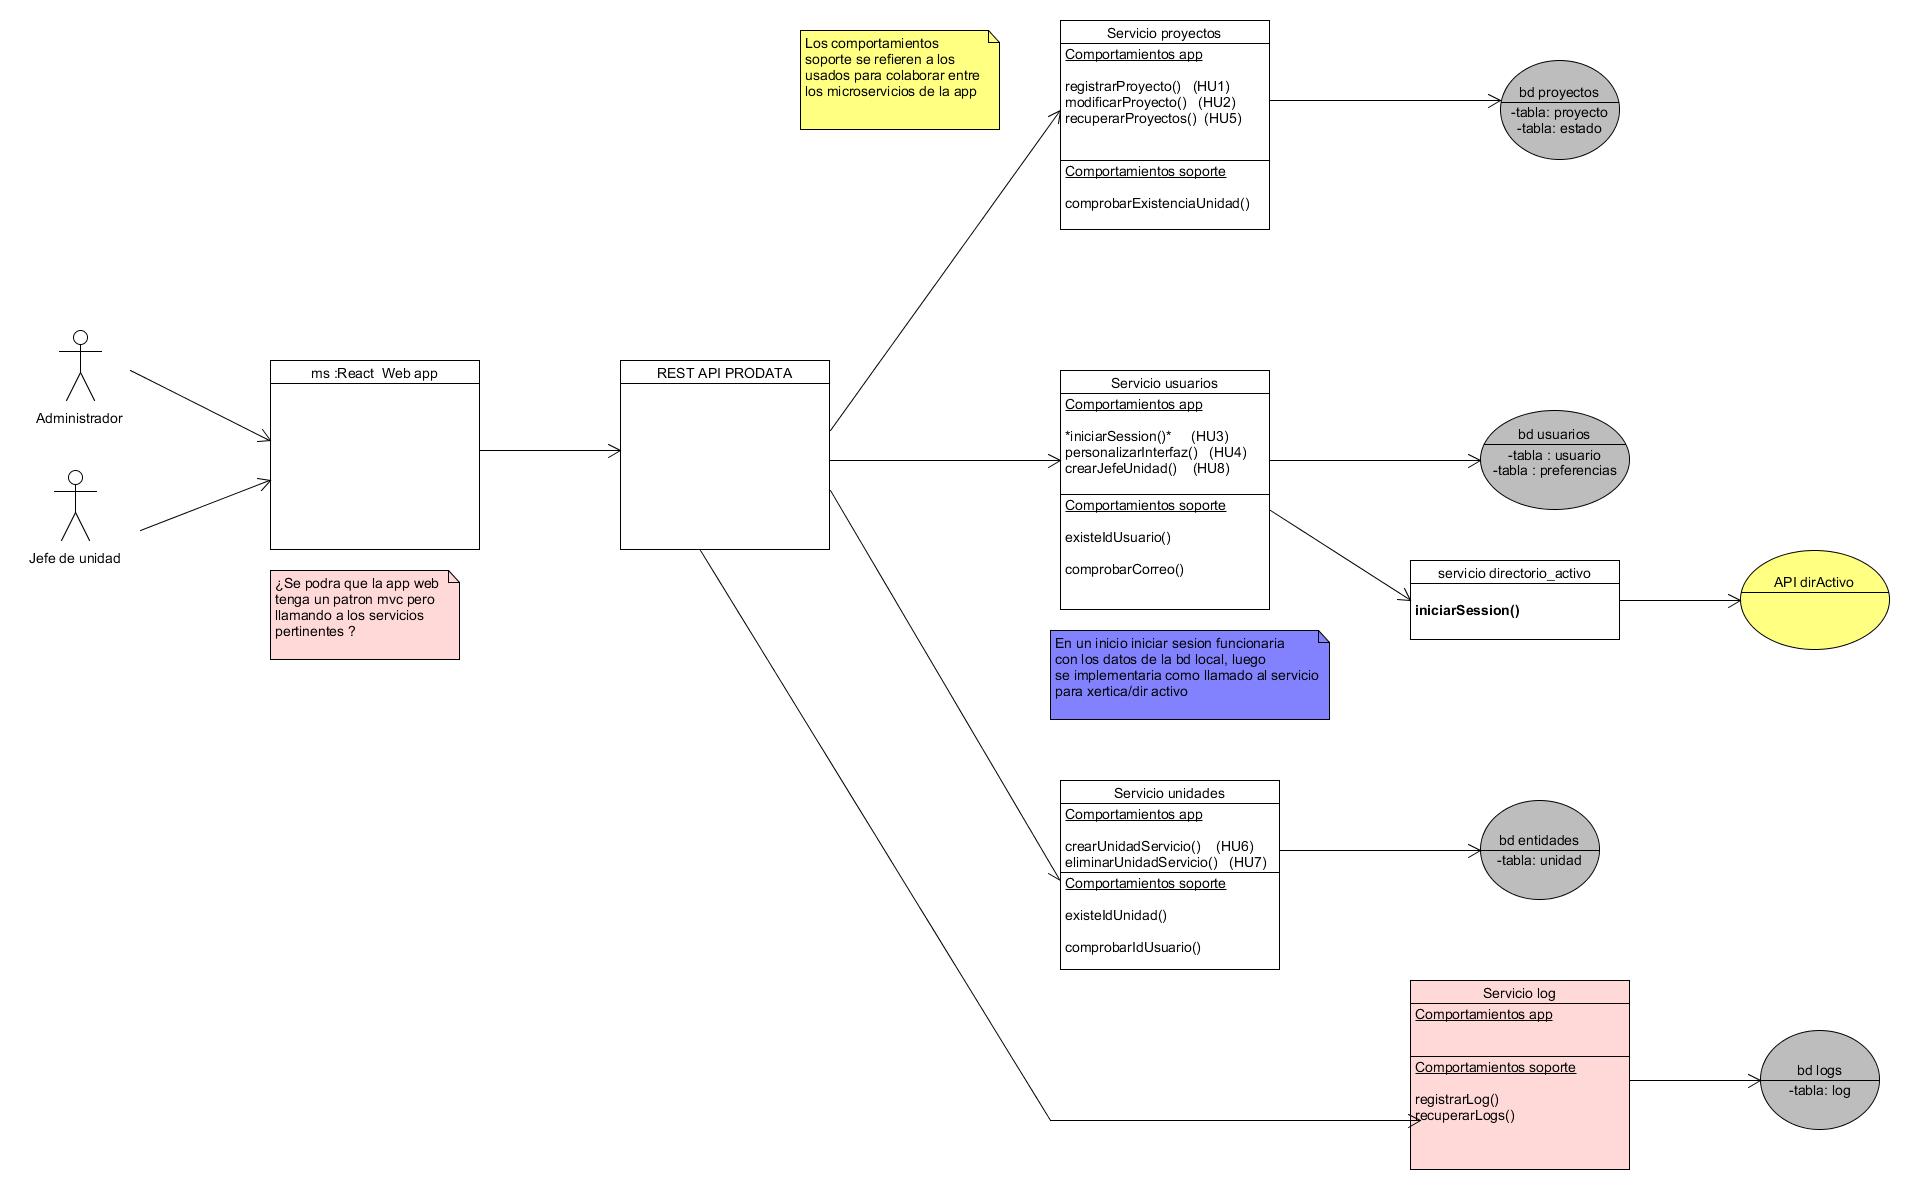 Los comportamientos
soporte se refieren a los
usados para colaborar entre
los microservicios de la app
Servicio proyectos
Comportamientos app
registrarProyecto() (HU1)
modificarProyecto() (HU2)
recuperarProyectos() (HU5)
Comportamientos soporte
comprobarExistenciaUnidad()
bd proyectos
-tabla: proyecto
-tabla: estado
Administrador
Jefe de unidad
ms :React Web app
¿Se podra que la app web
tenga un patron mvc pero
llamando a los servicios
pertinentes ?
REST API PRODATA
Servicio usuarios
Comportamientos app
*iniciarSession()* (HU3)
personalizarInterfaz() (HU4)
crearJefeUnidad() (HU8)
Comportamientos soporte
existeIdUsuario()
comprobarCorreo()
bd usuarios
-tabla : usuario
-tabla : preferencias
servicio directorio_activo
iniciarSession()
API dirActivo
En un inicio iniciar sesion funcionaria
con los datos de la bd local, luego
se implementaria como llamado al servicio
para xertica/dir activo
Servicio unidades
Comportamientos app
crearUnidadServicio() (HU6)
eliminarUnidadServicio() (HU7)
Comportamientos soporte
existeIdUnidad()
comprobarIdUsuario()
bd entidades
-tabla: unidad
Servicio log
Comportamientos app
Comportamientos soporte
registrarLog()
recuperarLogs()
bd logs
-tabla: log